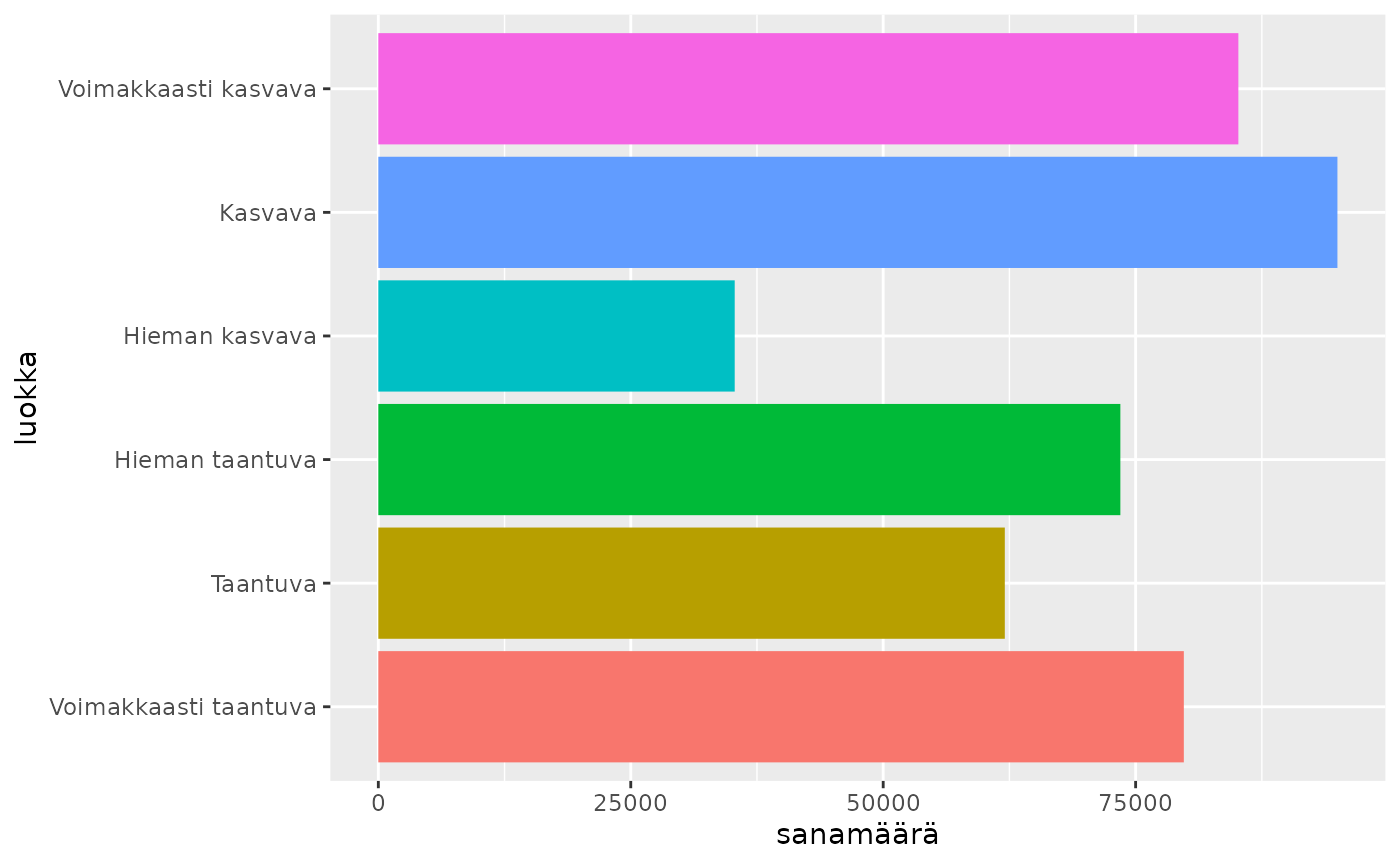 Voimakkaasti kasvava
Kasvava
Hieman kasvava
Hieman taantuva
Taantuva
Voimakkaasti taantuva
luokka
0 25000 50000 75000
sanamäärä